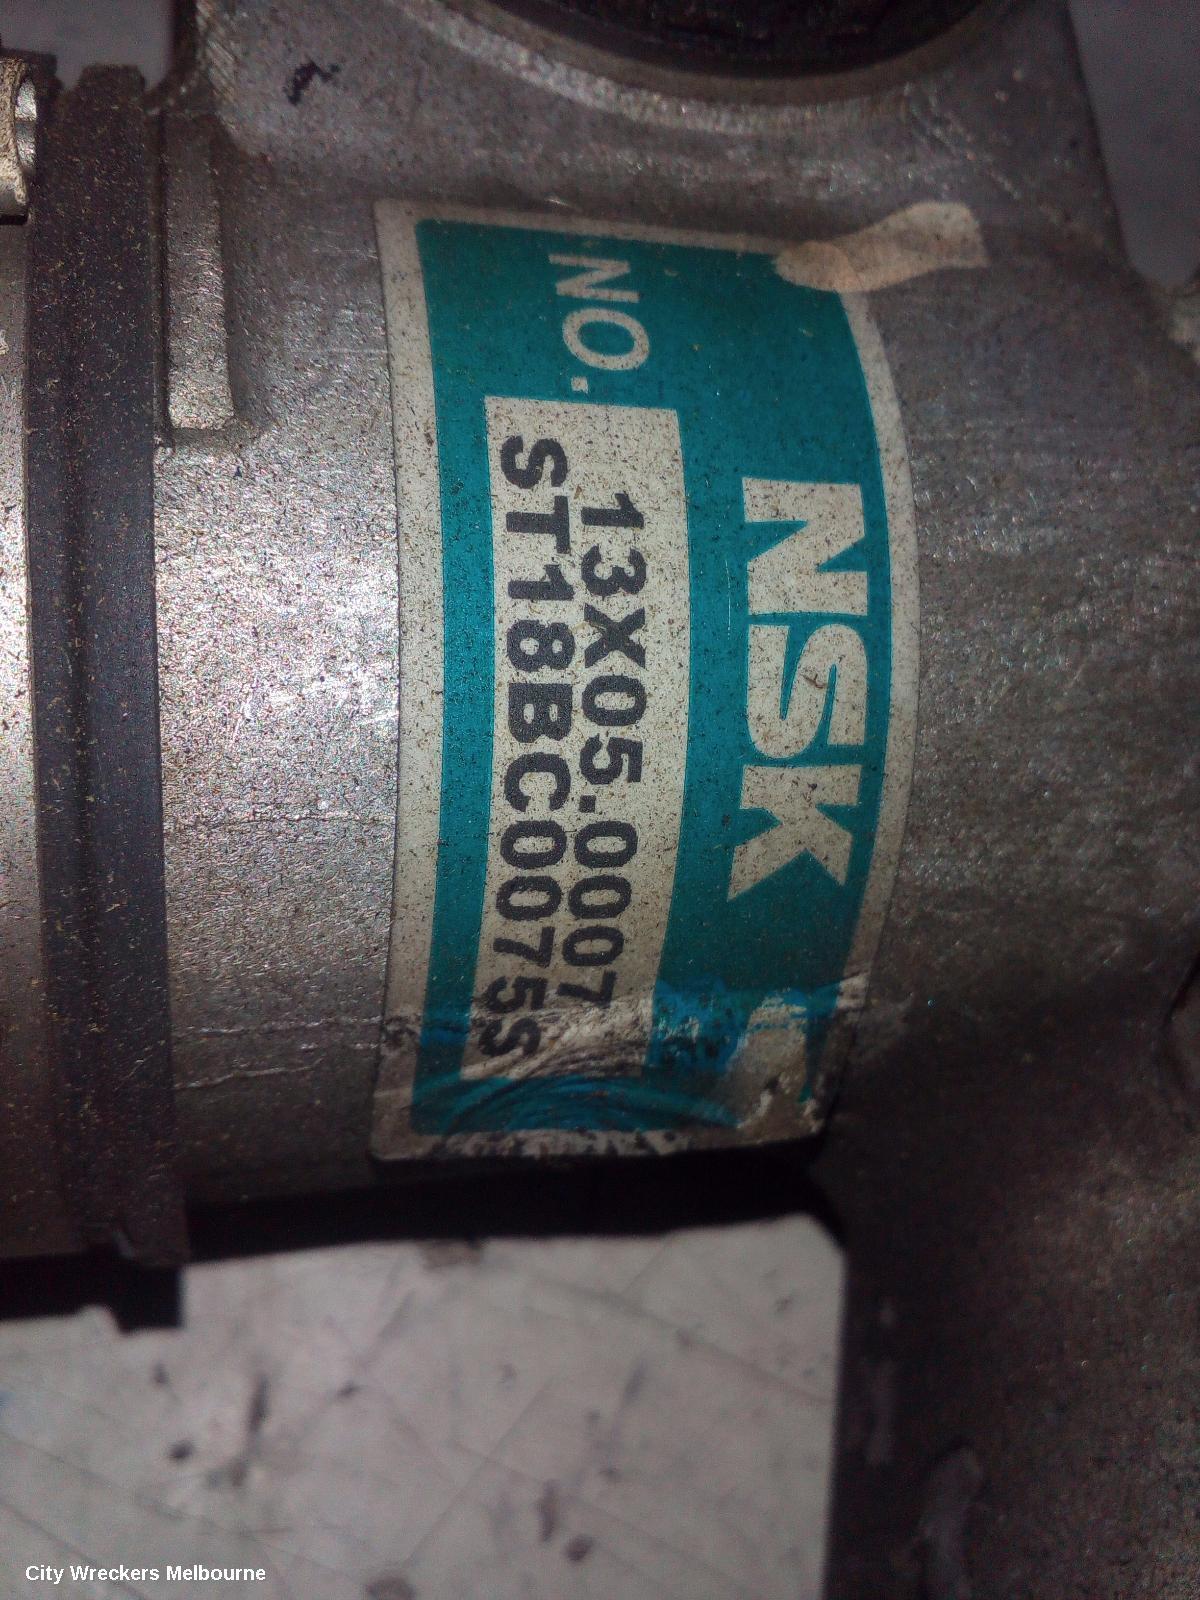 NSK
NO.
13X05.0007
ST18BC0075S
City Wreckers Melbourne